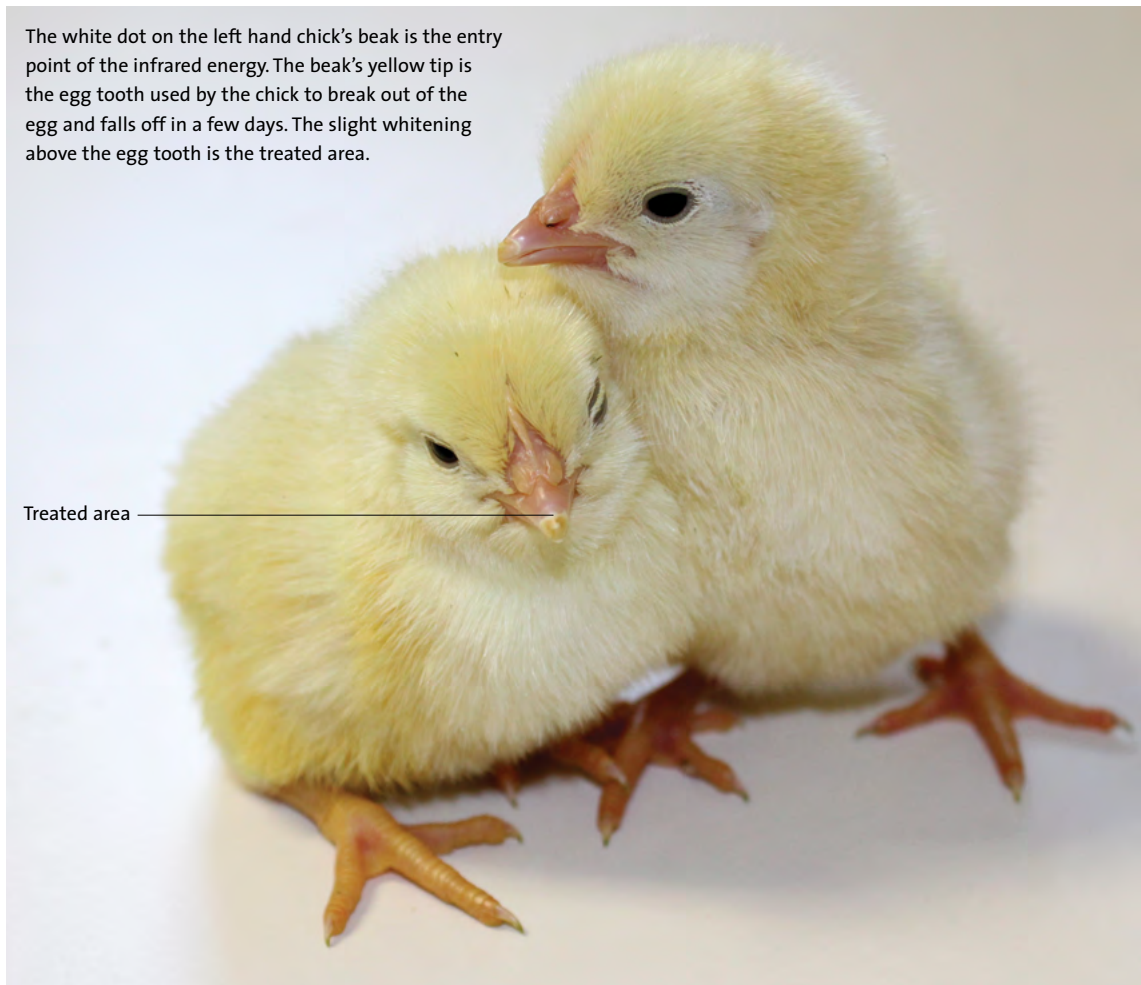 The white dot on the left hand chick's beak is the entry
point of the infrared energy. The beak's yellow tip is
the egg tooth used by the chick to break out of the
egg and falls off in a few days. The slight whitening
above the egg tooth is the treated area.
Treated area